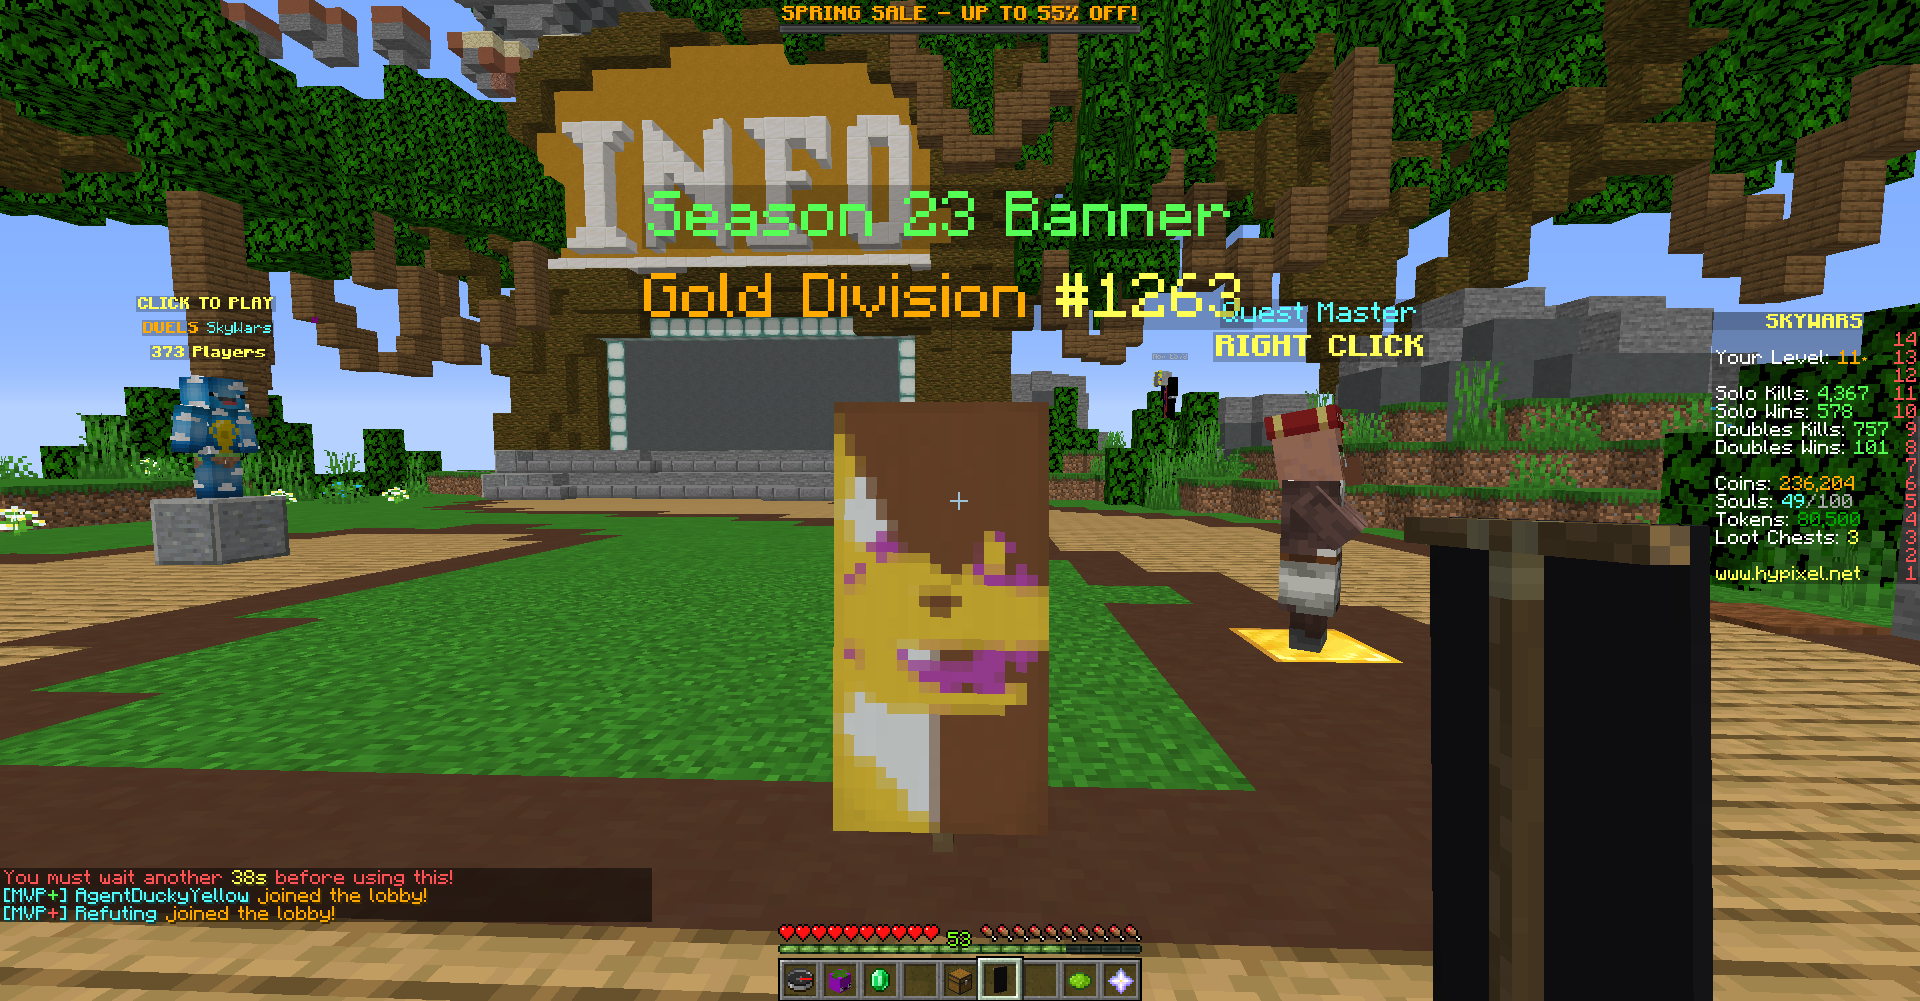 SPRING SALE - UP TO 55% OFF!
INFO
Season 23 Banner
Gold Division #1263
CLICK TO PLAY
DUELS SkyWars
373 Players
Quest Master
RIGHT CLICK
SKYWARS
14
Your Level: 11⋆ 13
12
Solo Kills: 4,367 11
Solo Wins: 578 10
Doubles Kills: 757 9
Doubles Wins: 101 8
7
Coins: 236,204 6
Souls: 49/100 5
Tokens: 80,500 4
Loot Chests: 3 3
2
www.hypixel.net 1
You must wait another 38s before using this!
[MVP+] AgentDuckyYellow joined the lobby!
[MVP+] Refuting joined the lobby!
53